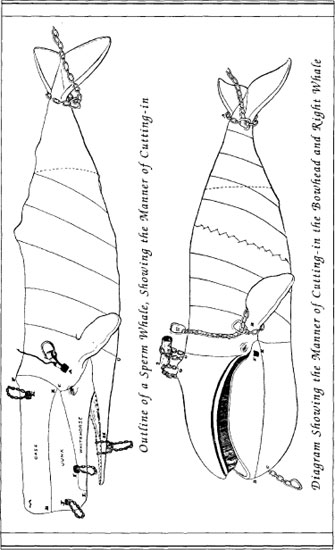 Outline of a Sperm Whale, Showing the Manner of Cutting-in
CASE
JUNK
WHITEHORSE
Diagram Showing the Manner of Cutting-in the Bowhead and Right Whale